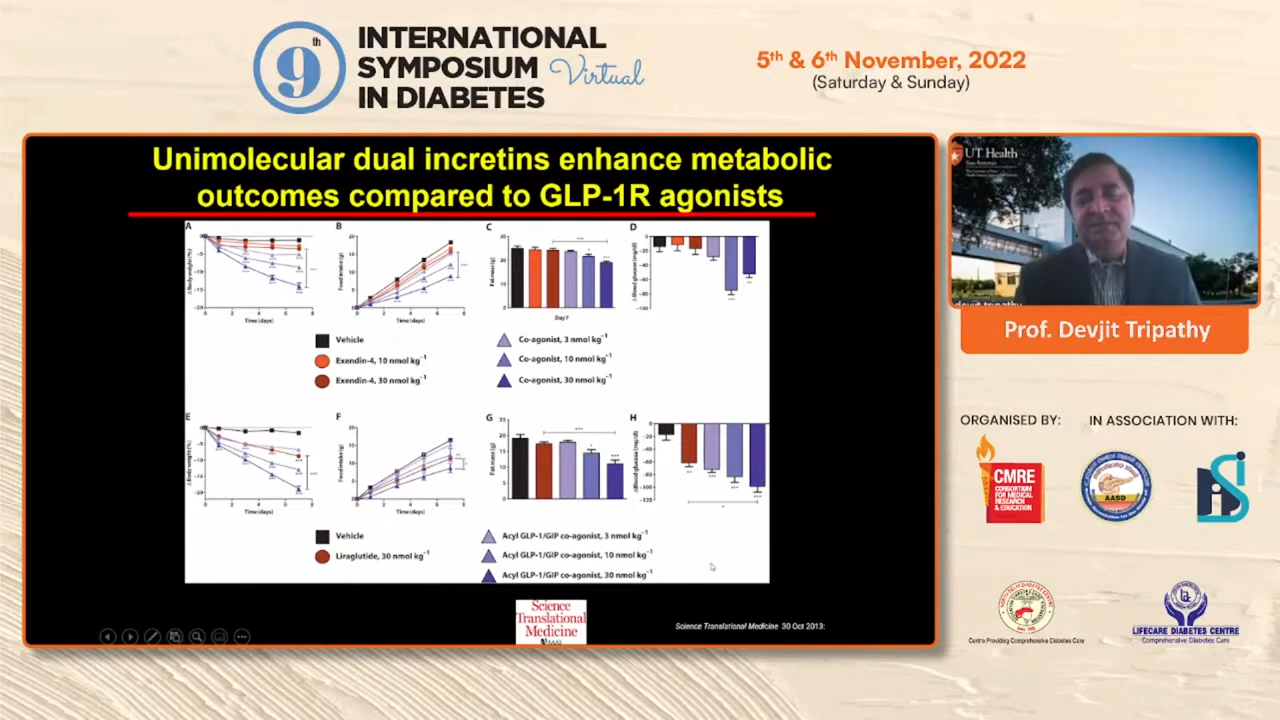 9th
INTERNATIONAL
SYMPOSIUM Virtual
IN DIABETES
5th & 6th November, 2022
(Saturday & Sunday)
Unimolecular dual incretins enhance metabolic
outcomes compared to GLP-1R agonists
A B C D
Time (days) Time (days) Day 7
Vehicle
Exendin-4, 10 nmol kg⁻¹
Exendin-4, 30 nmol kg⁻¹
Co-agonist, 3 nmol kg⁻¹
Co-agonist, 10 nmol kg⁻¹
Co-agonist, 30 nmol kg⁻¹
E F G H
Time (days) Time (days)
Vehicle
Liraglutide, 30 nmol kg⁻¹
Acyl GLP-1/GIP co-agonist, 3 nmol kg⁻¹
Acyl GLP-1/GIP co-agonist, 10 nmol kg⁻¹
Acyl GLP-1/GIP co-agonist, 30 nmol kg⁻¹
Science
Translational
Medicine
AAAS
Science Translational Medicine 30 Oct 2013:
UT Health
San Antonio
devjit tripathy
Prof. Devjit Tripathy
ORGANISED BY:
IN ASSOCIATION WITH:
CMRE
CONSORTIUM
FOR MEDICAL
RESEARCH
& EDUCATION
AASD
Centre Providing Comprehensive Diabetes Care
LIFECARE DIABETES CENTRE
Comprehensive Diabetes Care